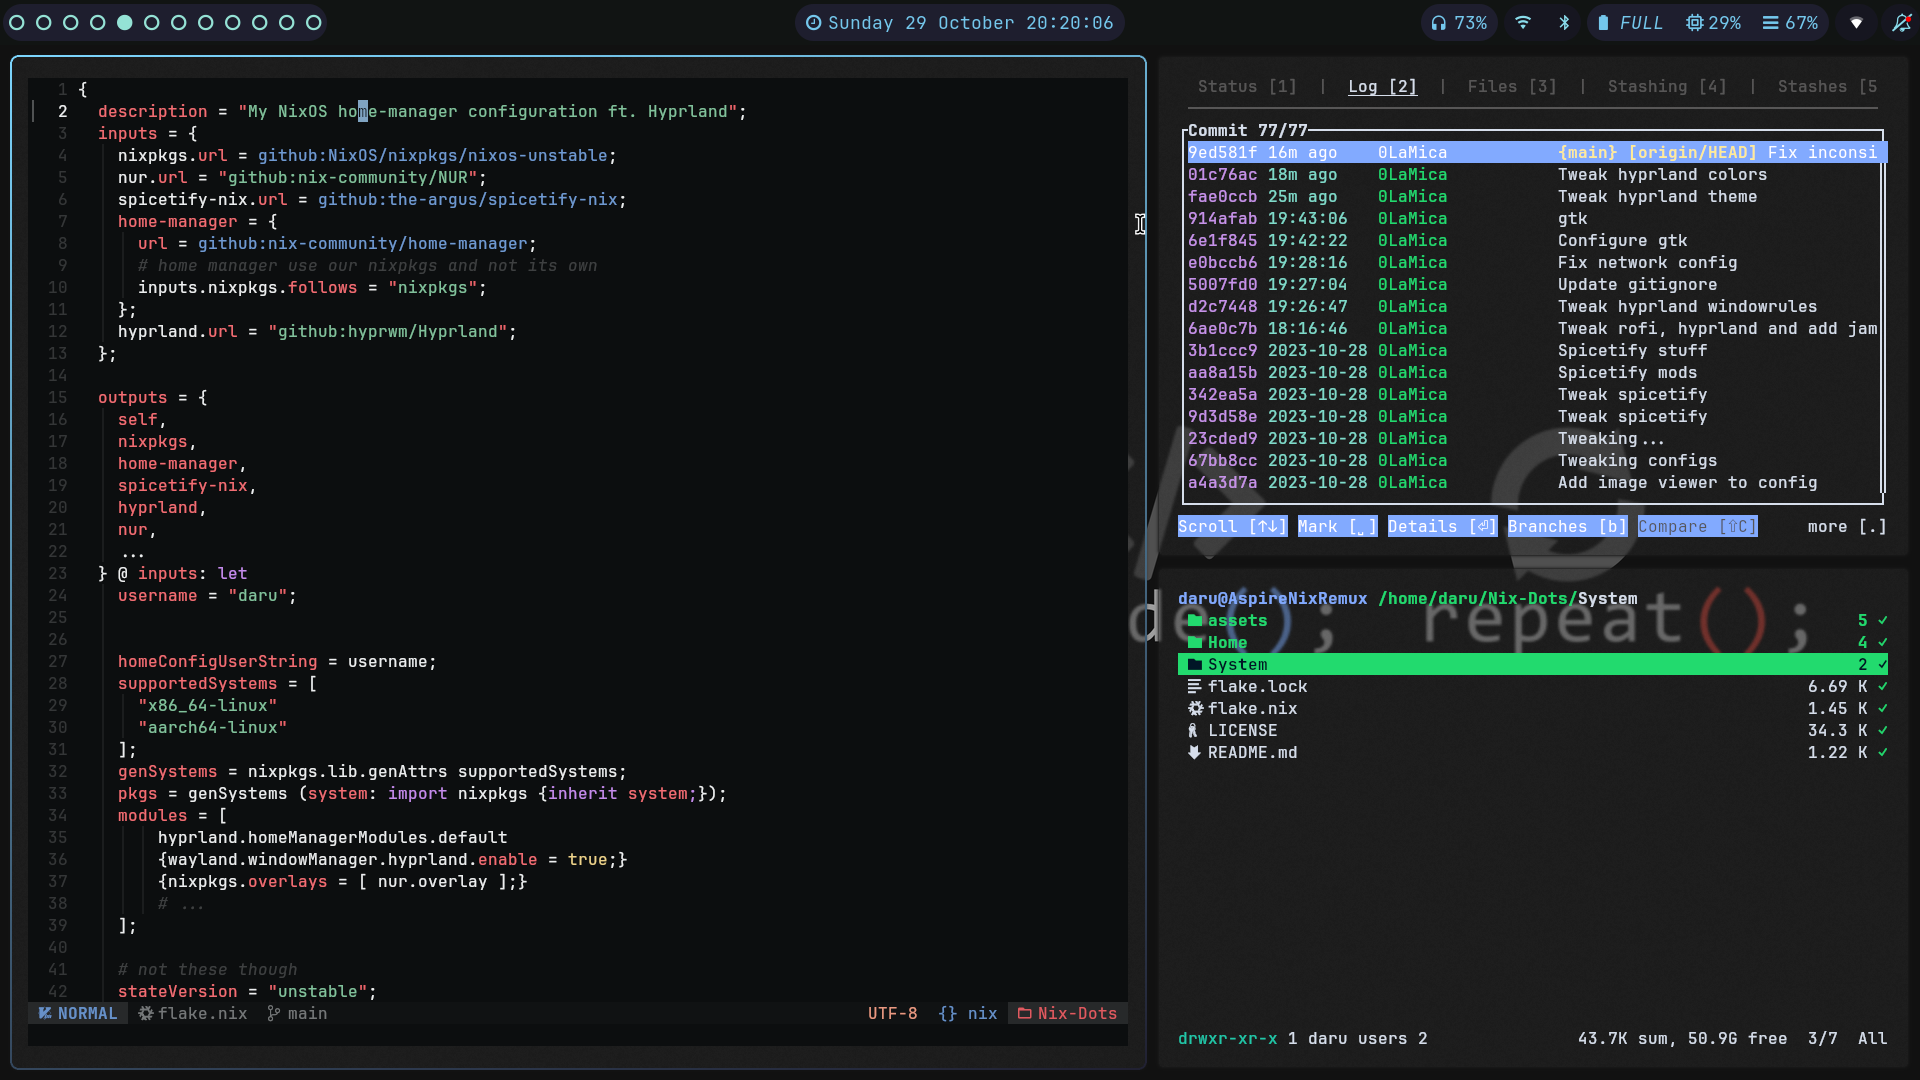 Sunday 29 October 20:20:06
73%
FULL
29%
67%
1 {
2 description = "My NixOS home-manager configuration ft. Hyprland";
3 inputs = {
4 nixpkgs.url = github:NixOS/nixpkgs/nixos-unstable;
5 nur.url = "github:nix-community/NUR";
6 spicetify-nix.url = github:the-argus/spicetify-nix;
7 home-manager = {
8 url = github:nix-community/home-manager;
9 # home manager use our nixpkgs and not its own
10 inputs.nixpkgs.follows = "nixpkgs";
11 };
12 hyprland.url = "github:hyprwm/Hyprland";
13 };
14
15 outputs = {
16 self,
17 nixpkgs,
18 home-manager,
19 spicetify-nix,
20 hyprland,
21 nur,
22 ...
23 } @ inputs: let
24 username = "daru";
25
26
27 homeConfigUserString = username;
28 supportedSystems = [
29 "x86_64-linux"
30 "aarch64-linux"
31 ];
32 genSystems = nixpkgs.lib.genAttrs supportedSystems;
33 pkgs = genSystems (system: import nixpkgs {inherit system;});
34 modules = [
35 hyprland.homeManagerModules.default
36 {wayland.windowManager.hyprland.enable = true;}
37 {nixpkgs.overlays = [ nur.overlay ];}
38 # ...
39 ];
40
41 # not these though
42 stateVersion = "unstable";
NORMAL flake.nix main UTF-8 {} nix Nix-Dots
Status [1] | Log [2] | Files [3] | Stashing [4] | Stashes [5
Commit 77/77
9ed581f 16m ago 0LaMica {main} [origin/HEAD] Fix inconsi
01c76ac 18m ago 0LaMica Tweak hyprland colors
fae0ccb 25m ago 0LaMica Tweak hyprland theme
914afab 19:43:06 0LaMica gtk
6e1f845 19:42:22 0LaMica Configure gtk
e0bccb6 19:28:16 0LaMica Fix network config
5007fd0 19:27:04 0LaMica Update gitignore
d2c7448 19:26:47 0LaMica Tweak hyprland windowrules
6ae0c7b 18:16:46 0LaMica Tweak rofi, hyprland and add jam
3b1ccc9 2023-10-28 0LaMica Spicetify stuff
aa8a15b 2023-10-28 0LaMica Spicetify mods
342ea5a 2023-10-28 0LaMica Tweak spicetify
9d3d58e 2023-10-28 0LaMica Tweak spicetify
23cded9 2023-10-28 0LaMica Tweaking...
67bb8cc 2023-10-28 0LaMica Tweaking configs
a4a3d7a 2023-10-28 0LaMica Add image viewer to config
Scroll [↑↓] Mark [˽] Details [⏎] Branches [b] Compare [⇧C] more [.]
daru@AspireNixRemux /home/daru/Nix-Dots/System
de(); repeat();
assets 5 ✓
Home 4 ✓
System 2 ✓
flake.lock 6.69 K ✓
flake.nix 1.45 K ✓
LICENSE 34.3 K ✓
README.md 1.22 K ✓
drwxr-xr-x 1 daru users 2 43.7K sum, 50.9G free 3/7 All